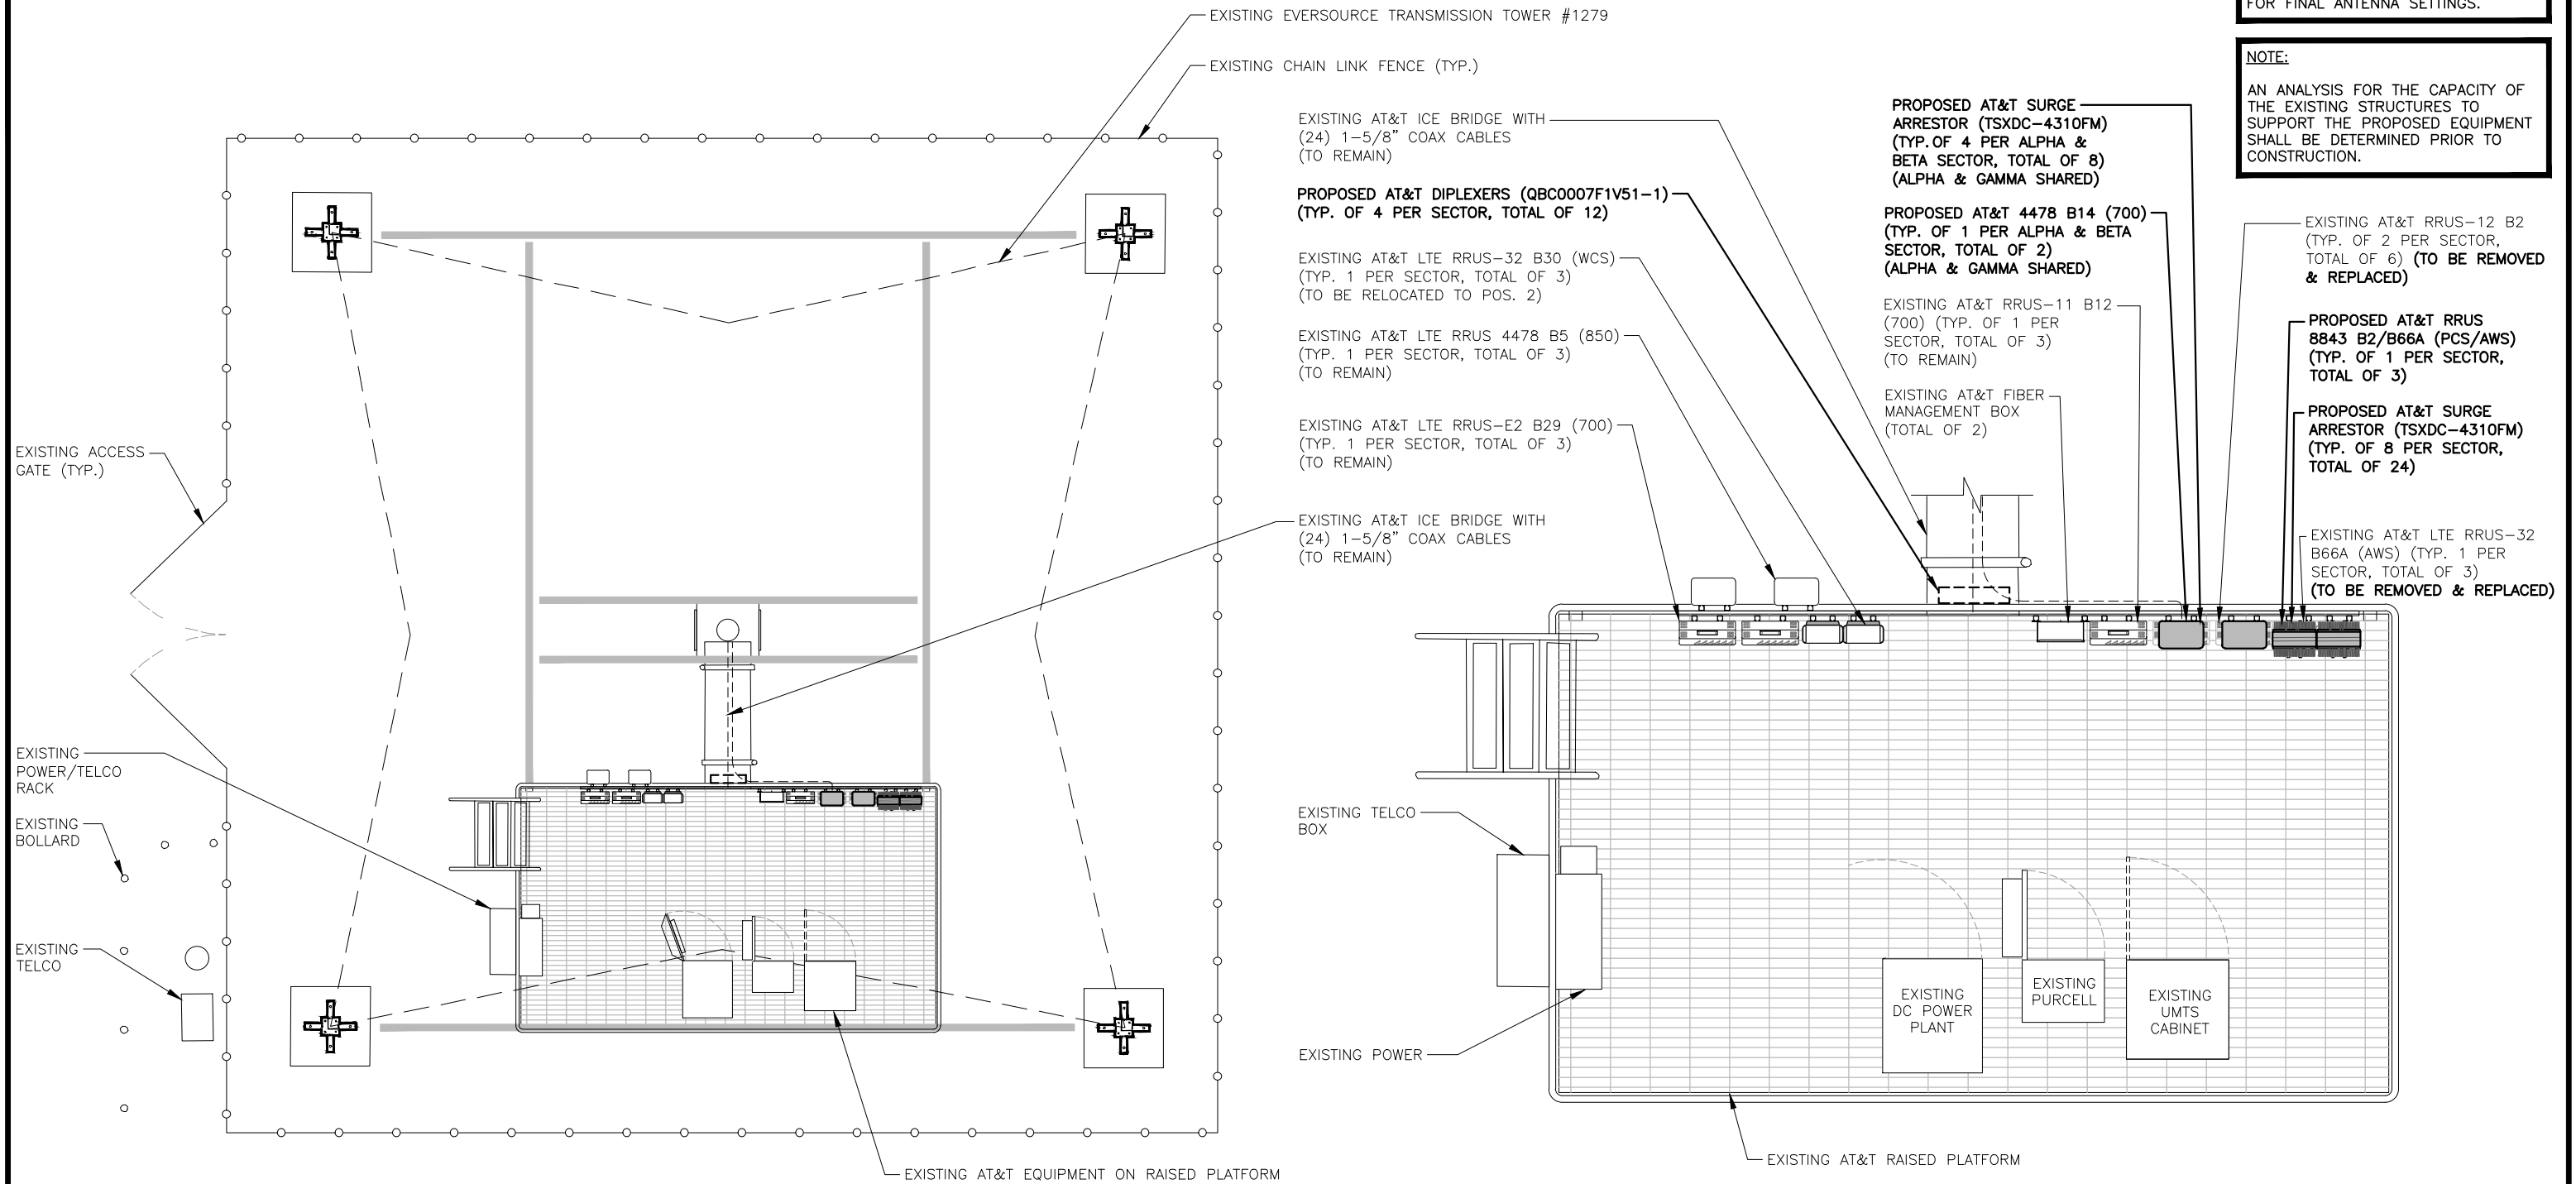 FOR FINAL ANTENNA SETTINGS.
NOTE:
AN ANALYSIS FOR THE CAPACITY OF
THE EXISTING STRUCTURES TO
SUPPORT THE PROPOSED EQUIPMENT
SHALL BE DETERMINED PRIOR TO
CONSTRUCTION.
EXISTING EVERSOURCE TRANSMISSION TOWER #1279
EXISTING CHAIN LINK FENCE (TYP.)
EXISTING ACCESS
GATE (TYP.)
EXISTING
POWER/TELCO
RACK
EXISTING
BOLLARD
EXISTING
TELCO
EXISTING AT&T EQUIPMENT ON RAISED PLATFORM
EXISTING AT&T ICE BRIDGE WITH
(24) 1-5/8" COAX CABLES
(TO REMAIN)
PROPOSED AT&T DIPLEXERS (QBC0007F1V51-1)
(TYP. OF 4 PER SECTOR, TOTAL OF 12)
EXISTING AT&T LTE RRUS-32 B30 (WCS)
(TYP. 1 PER SECTOR, TOTAL OF 3)
(TO BE RELOCATED TO POS. 2)
EXISTING AT&T LTE RRUS 4478 B5 (850)
(TYP. 1 PER SECTOR, TOTAL OF 3)
(TO REMAIN)
EXISTING AT&T LTE RRUS-E2 B29 (700)
(TYP. 1 PER SECTOR, TOTAL OF 3)
(TO REMAIN)
EXISTING AT&T ICE BRIDGE WITH
(24) 1-5/8" COAX CABLES
(TO REMAIN)
PROPOSED AT&T SURGE
ARRESTOR (TSXDC-4310FM)
(TYP. OF 4 PER ALPHA &
BETA SECTOR, TOTAL OF 8)
(ALPHA & GAMMA SHARED)
PROPOSED AT&T 4478 B14 (700)
(TYP. OF 1 PER ALPHA & BETA
SECTOR, TOTAL OF 2)
(ALPHA & GAMMA SHARED)
EXISTING AT&T RRUS-11 B12
(700) (TYP. OF 1 PER
SECTOR, TOTAL OF 3)
(TO REMAIN)
EXISTING AT&T FIBER
MANAGEMENT BOX
(TOTAL OF 2)
EXISTING AT&T RRUS-12 B2
(TYP. OF 2 PER SECTOR,
TOTAL OF 6) (TO BE REMOVED
& REPLACED)
PROPOSED AT&T RRUS
8843 B2/B66A (PCS/AWS)
(TYP. OF 1 PER SECTOR,
TOTAL OF 3)
PROPOSED AT&T SURGE
ARRESTOR (TSXDC-4310FM)
(TYP. OF 8 PER SECTOR,
TOTAL OF 24)
EXISTING AT&T LTE RRUS-32
B66A (AWS) (TYP. 1 PER
SECTOR, TOTAL OF 3)
(TO BE REMOVED & REPLACED)
EXISTING TELCO
BOX
EXISTING POWER
EXISTING
DC POWER
PLANT
EXISTING
PURCELL
EXISTING
UMTS
CABINET
EXISTING AT&T RAISED PLATFORM